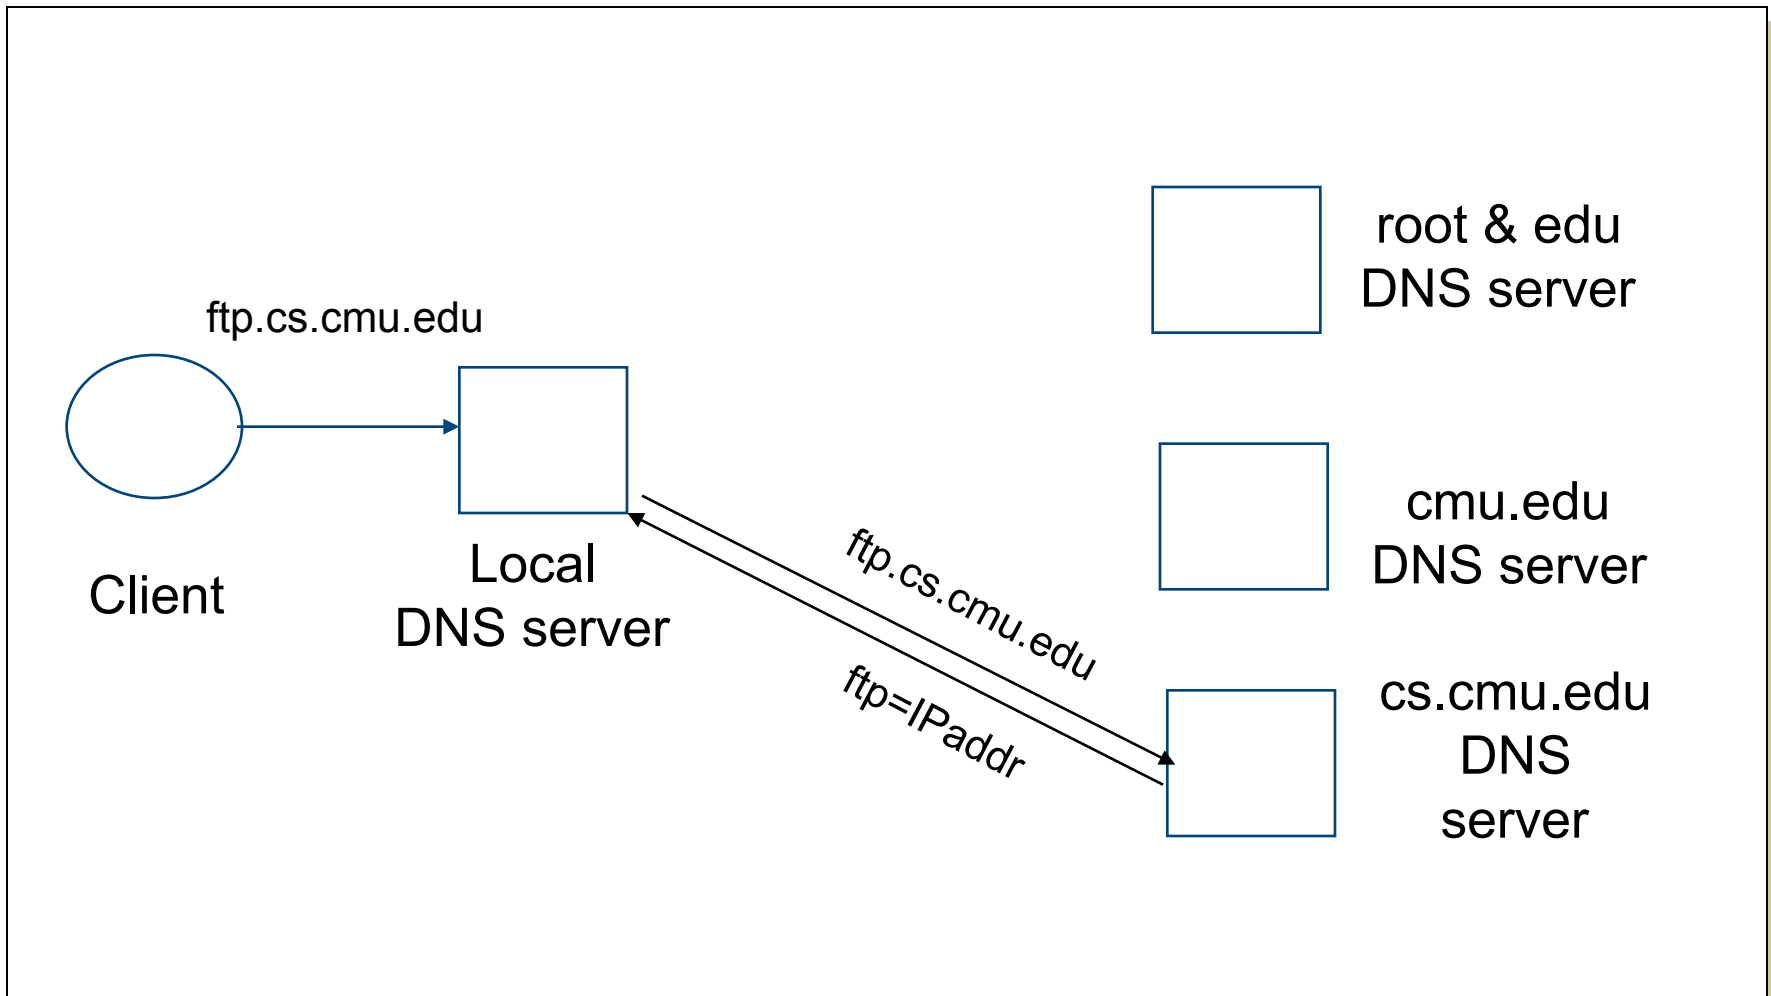 root & edu
DNS server
ftp.cs.cmu.edu
cmu.edu
DNS server
Client
Local
DNS server
ftp.cs.cmu.edu
ftp=IPaddr
cs.cmu.edu
DNS
server